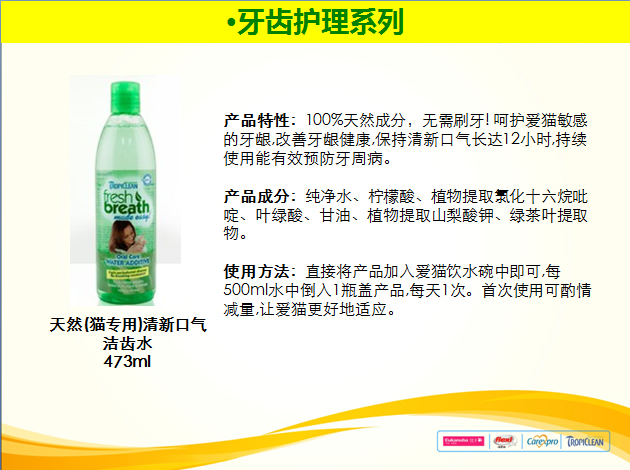 •牙齿护理系列
产品特性：100%天然成分，无需刷牙! 呵护爱猫敏感
的牙龈,改善牙龈健康,保持清新口气长达12小时,持续
使用能有效预防牙周病。
产品成分：纯净水、柠檬酸、植物提取氯化十六烷吡
啶、叶绿酸、甘油、植物提取山梨酸钾、绿茶叶提取
物。
使用方法：直接将产品加入爱猫饮水碗中即可,每
500ml水中倒入1瓶盖产品,每天1次。首次使用可酌情
减量,让爱猫更好地适应。
TROPICLEAN
fresh
breath
made easy!
Oral Care
WATER ADDITIVE
天然(猫专用)清新口气
洁齿水
473ml
Eukanuba
flexi
Carexpro
TROPICLEAN